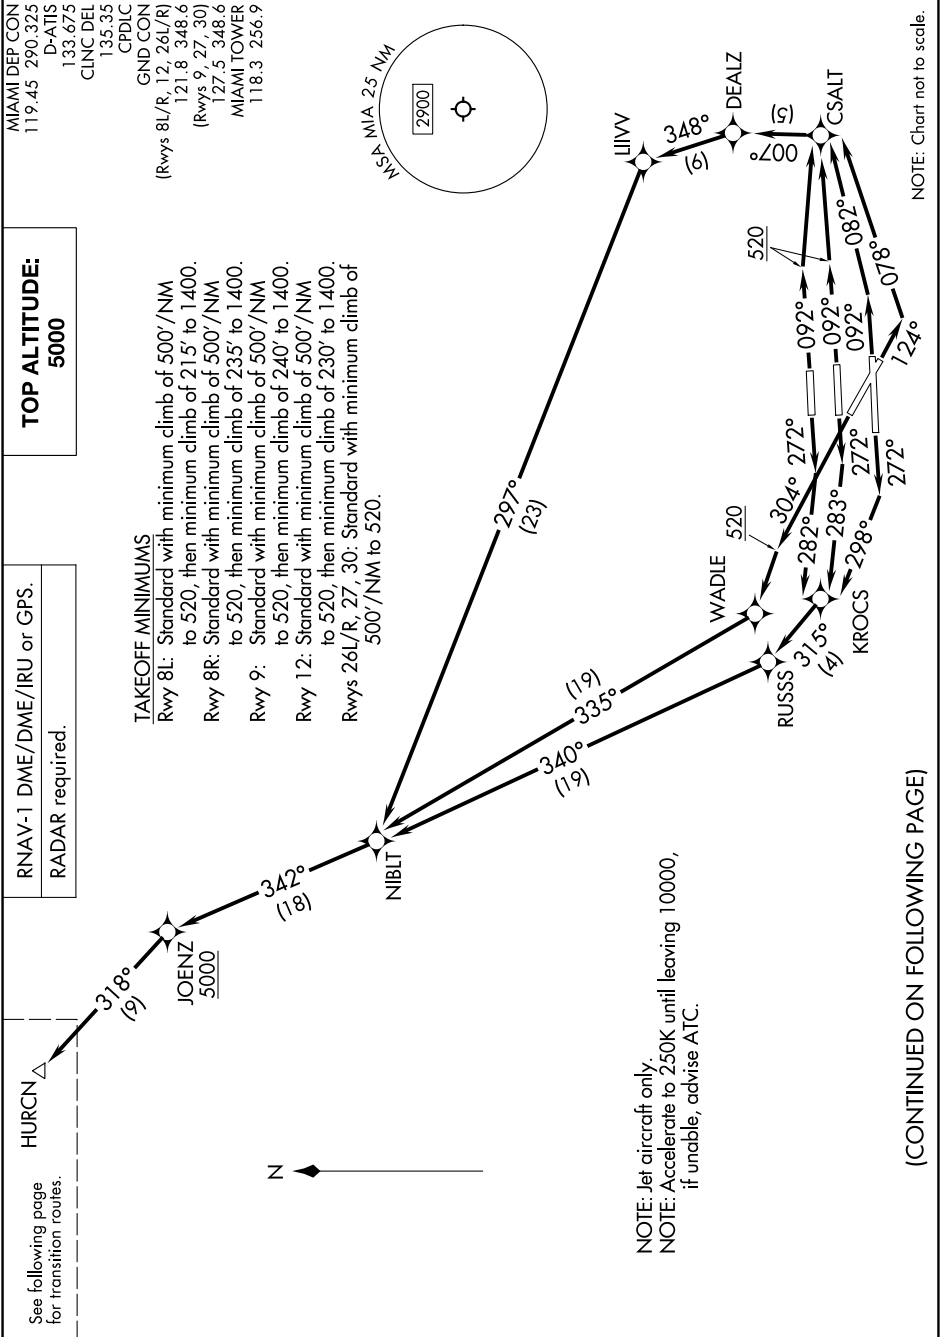 RNAV-1 DME/DME/IRU or GPS.
RADAR required.
TOP ALTITUDE:
5000
MIAMI DEP CON
119.45 290.325
D-ATIS
133.675
CLNC DEL
135.35
CPDLC
GND CON
(Rwys 8L/R, 12, 26L/R)
121.8 348.6
(Rwys 9, 27, 30)
127.5 348.6
MIAMI TOWER
118.3 256.9
See following page
for transition routes.
HURCN
318°
(9)
JOENZ
5000
342°
(18)
NIBLT
TAKEOFF MINIMUMS
Rwy 8L: Standard with minimum climb of 500'/NM
to 520, then minimum climb of 215' to 1400.
Rwy 8R: Standard with minimum climb of 500'/NM
to 520, then minimum climb of 235' to 1400.
Rwy 9: Standard with minimum climb of 500'/NM
to 520, then minimum climb of 240' to 1400.
Rwy 12: Standard with minimum climb of 500'/NM
to 520, then minimum climb of 230' to 1400.
Rwys 26L/R, 27, 30: Standard with minimum climb of
500'/NM to 520.
MSA MIA 25 NM
2900
N
297°
(23)
LIIVV
348°
(6)
DEALZ
007°
(5)
CSALT
335°
(19)
340°
(19)
WADLE
RUSSS
315°
(4)
KROCS
520
304°
272°
282°
283°
272°
298°
272°
520
092°
092°
092°
082°
078°
124°
NOTE: Jet aircraft only.
NOTE: Accelerate to 250K until leaving 10000,
if unable, advise ATC.
NOTE: Chart not to scale.
(CONTINUED ON FOLLOWING PAGE)